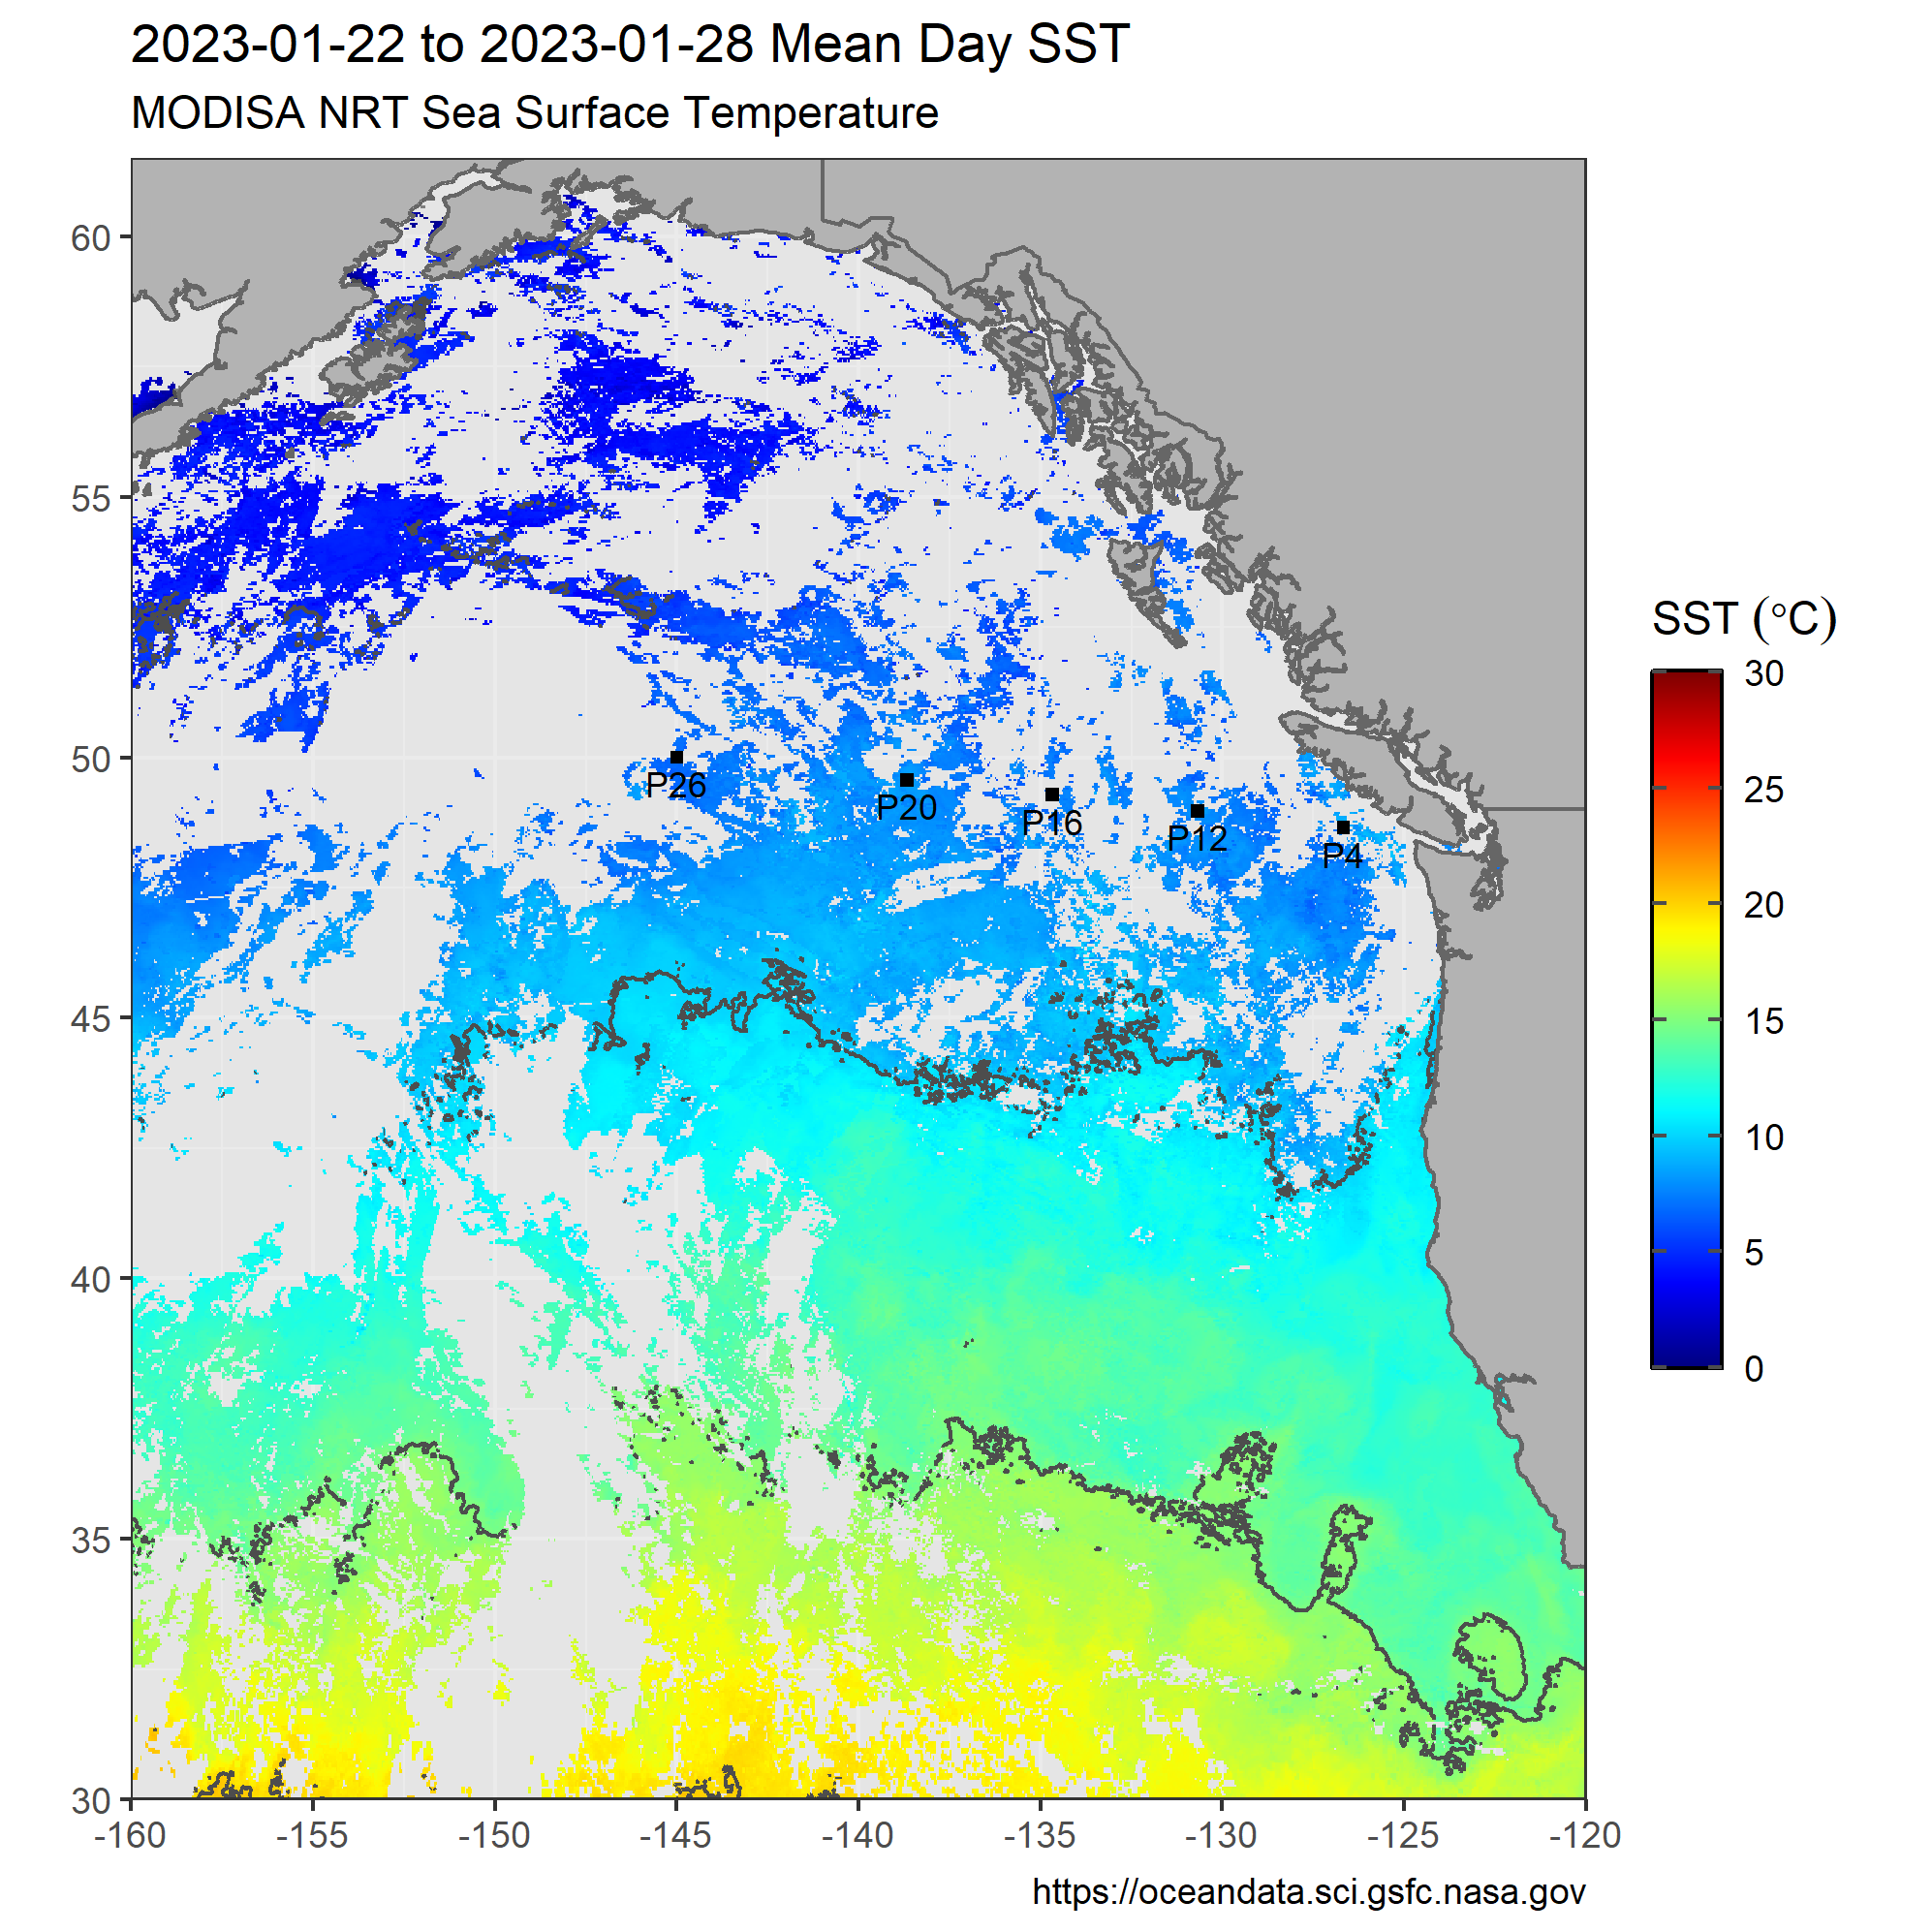 2023-01-22 to 2023-01-28 Mean Day SST
MODISA NRT Sea Surface Temperature
60
55
50
45
40
35
30
-160
-155
-150
-145
-140
-135
-130
-125
-120
P26
P20
P16
P12
P4
SST (°C)
30
25
20
15
10
5
0
https://oceandata.sci.gsfc.nasa.gov